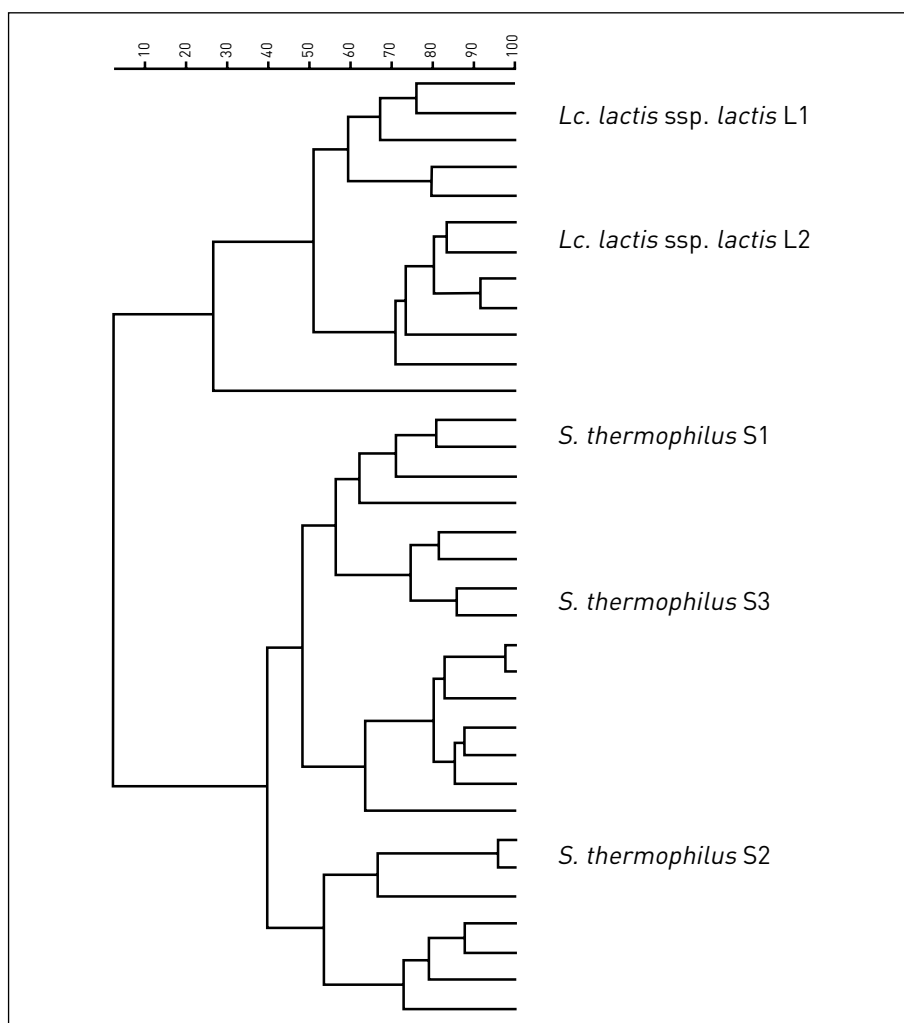 10 20 30 40 50 60 70 80 90 100
Lc. lactis ssp. lactis L1
Lc. lactis ssp. lactis L2
S. thermophilus S1
S. thermophilus S3
S. thermophilus S2